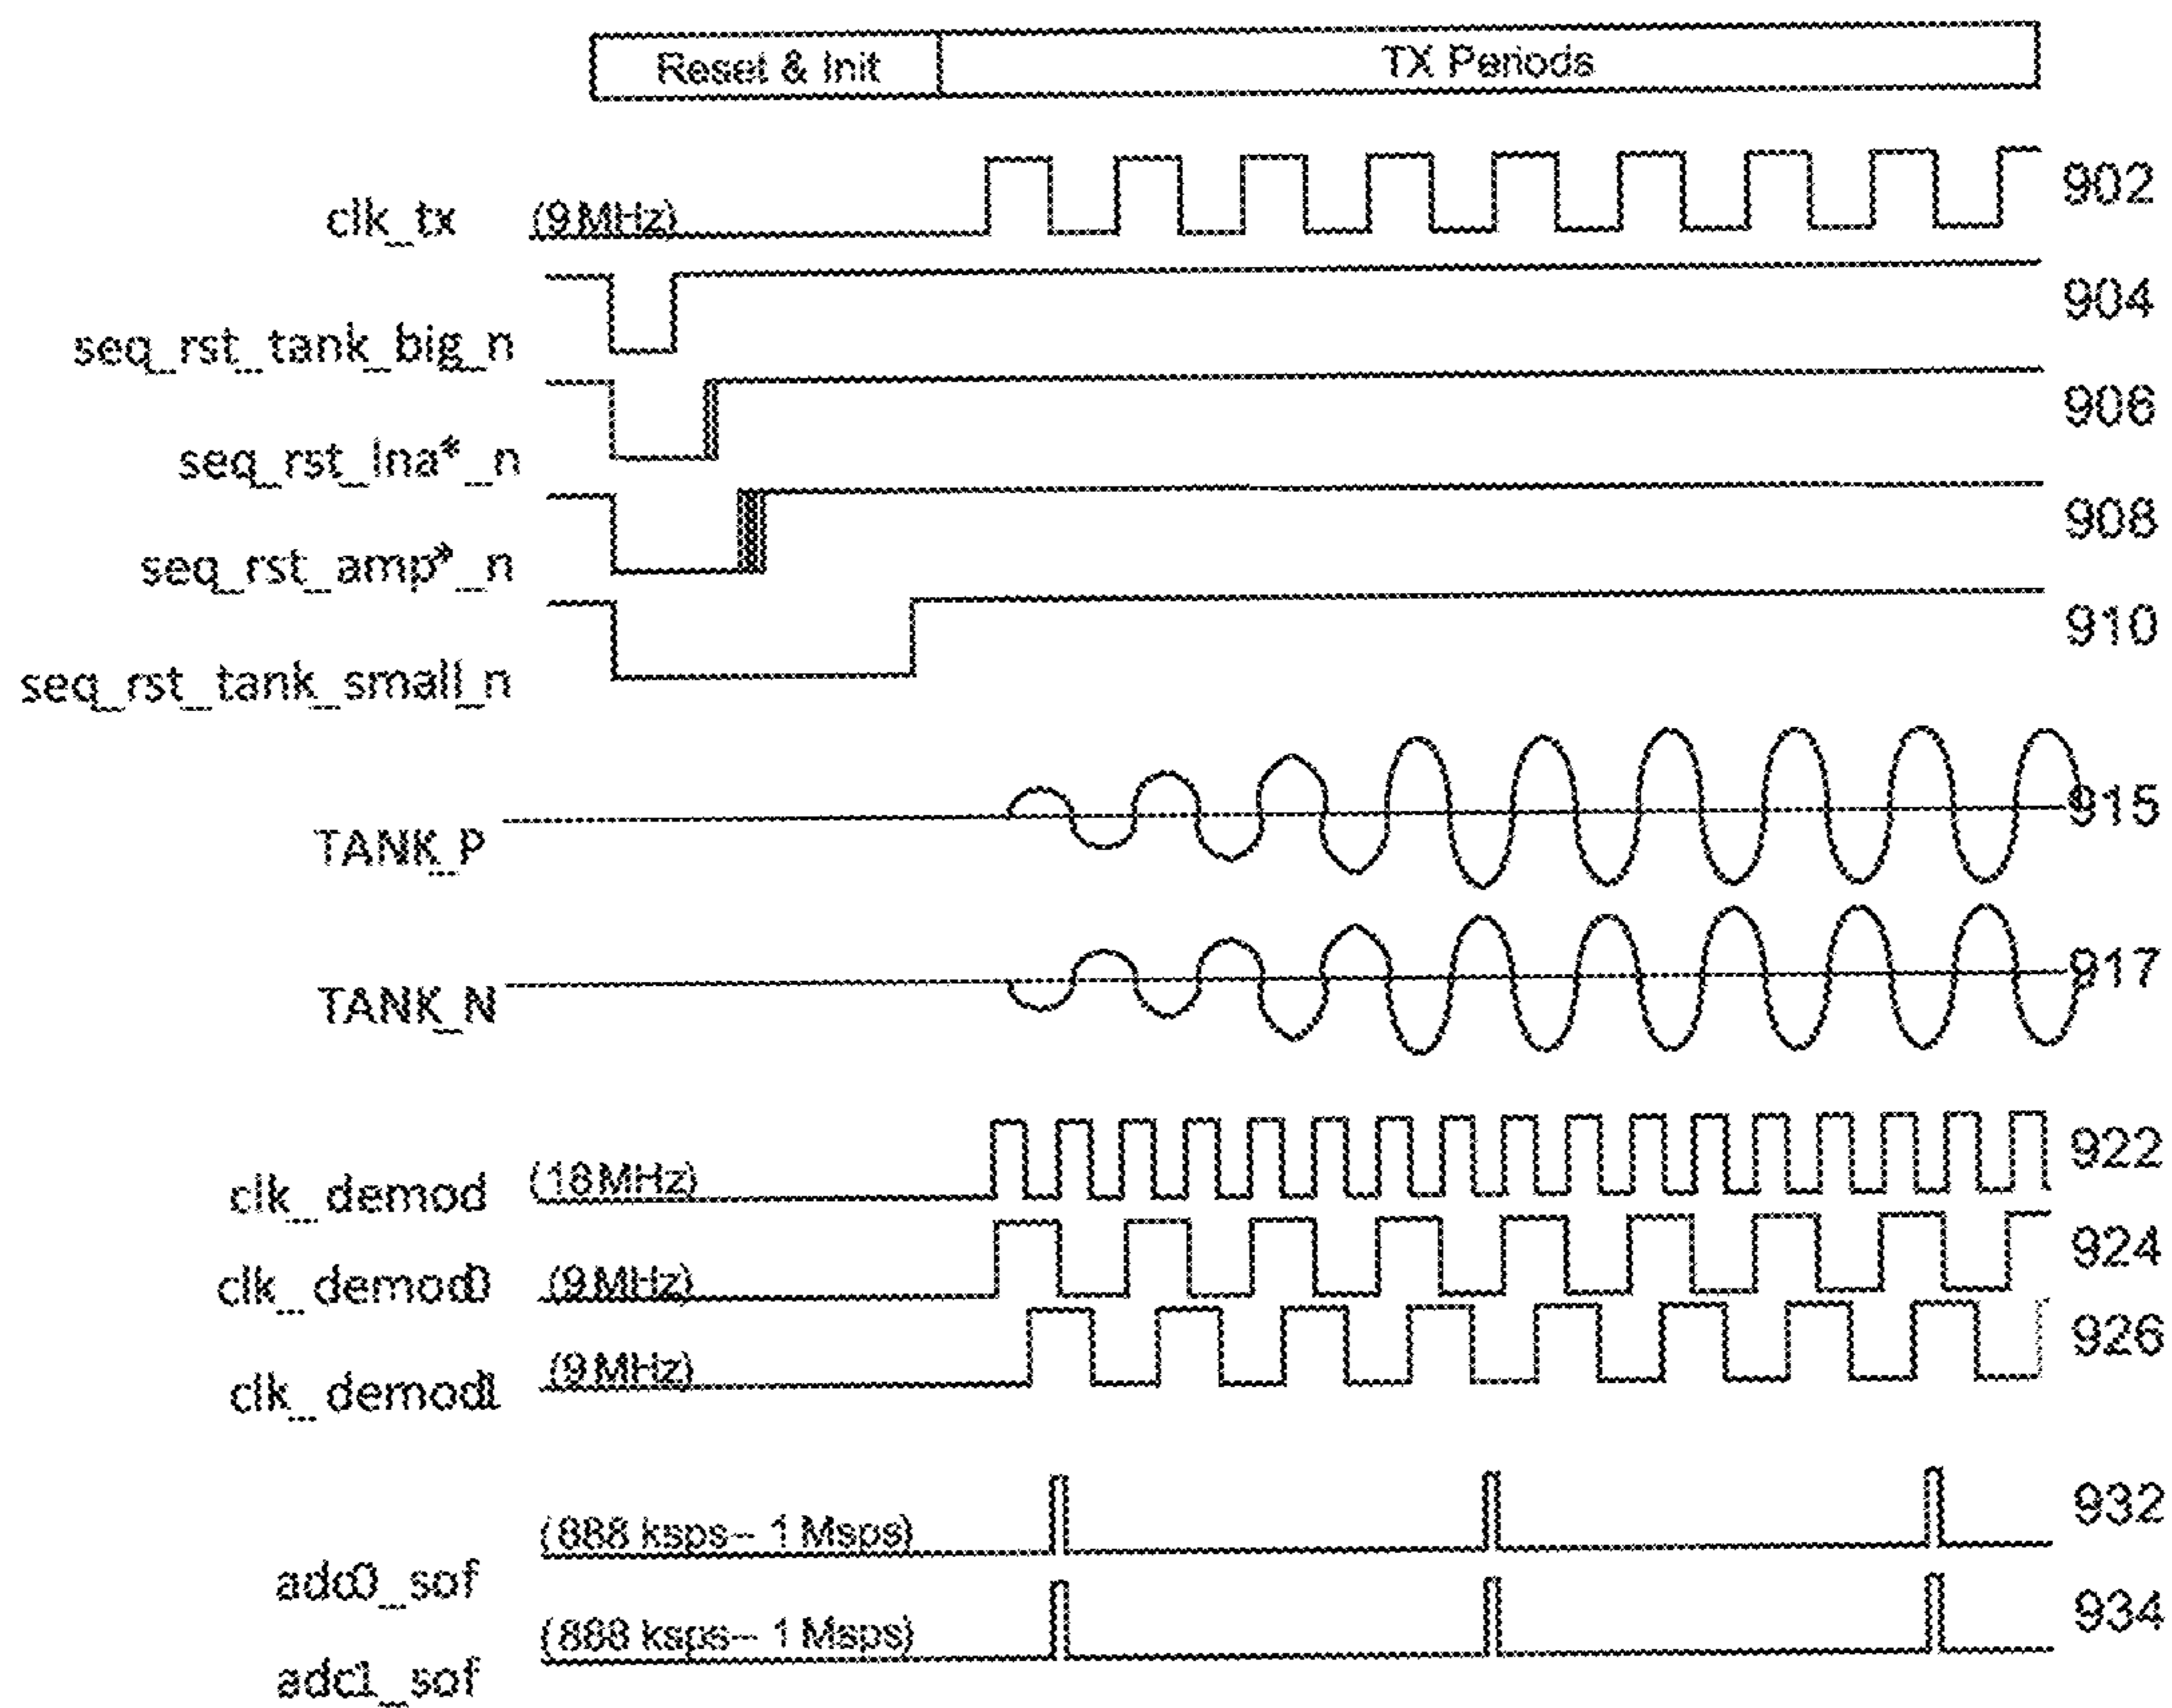 Reset & Init TX Periods
clk_tx (9MHz) 902
seq_rst_tank_big_n 904
seq_rst_lna*_n 906
seq_rst_amp*_n 908
seq_rst_tank_small_n 910
TANK_P 915
TANK_N 917
clk_demod (18MHz) 922
clk_demod0 (9MHz) 924
clk_demod1 (9MHz) 926
adc0_sof (888 ksps-- 1 Msps) 932
adc1_sof (888 ksps-- 1 Msps) 934